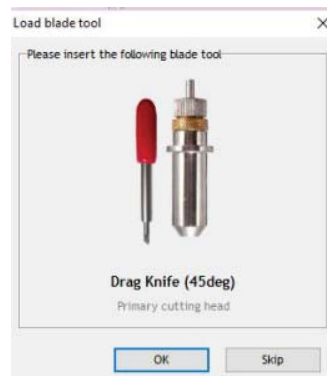 Load blade tool
Please insert the following blade tool
Drag Knife (45deg)
Primary cutting head
OK
Skip